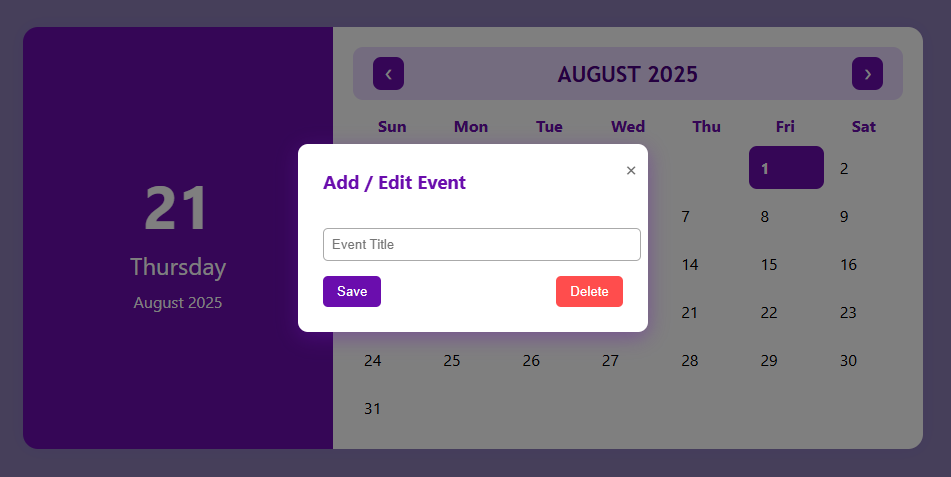 AUGUST 2025
Sun Mon Tue Wed Thu Fri Sat
1 2
7 8 9
14 15 16
21 22 23
24 25 26 27 28 29 30
31
21
Thursday
August 2025
Add / Edit Event
×
Event Title
Save Delete